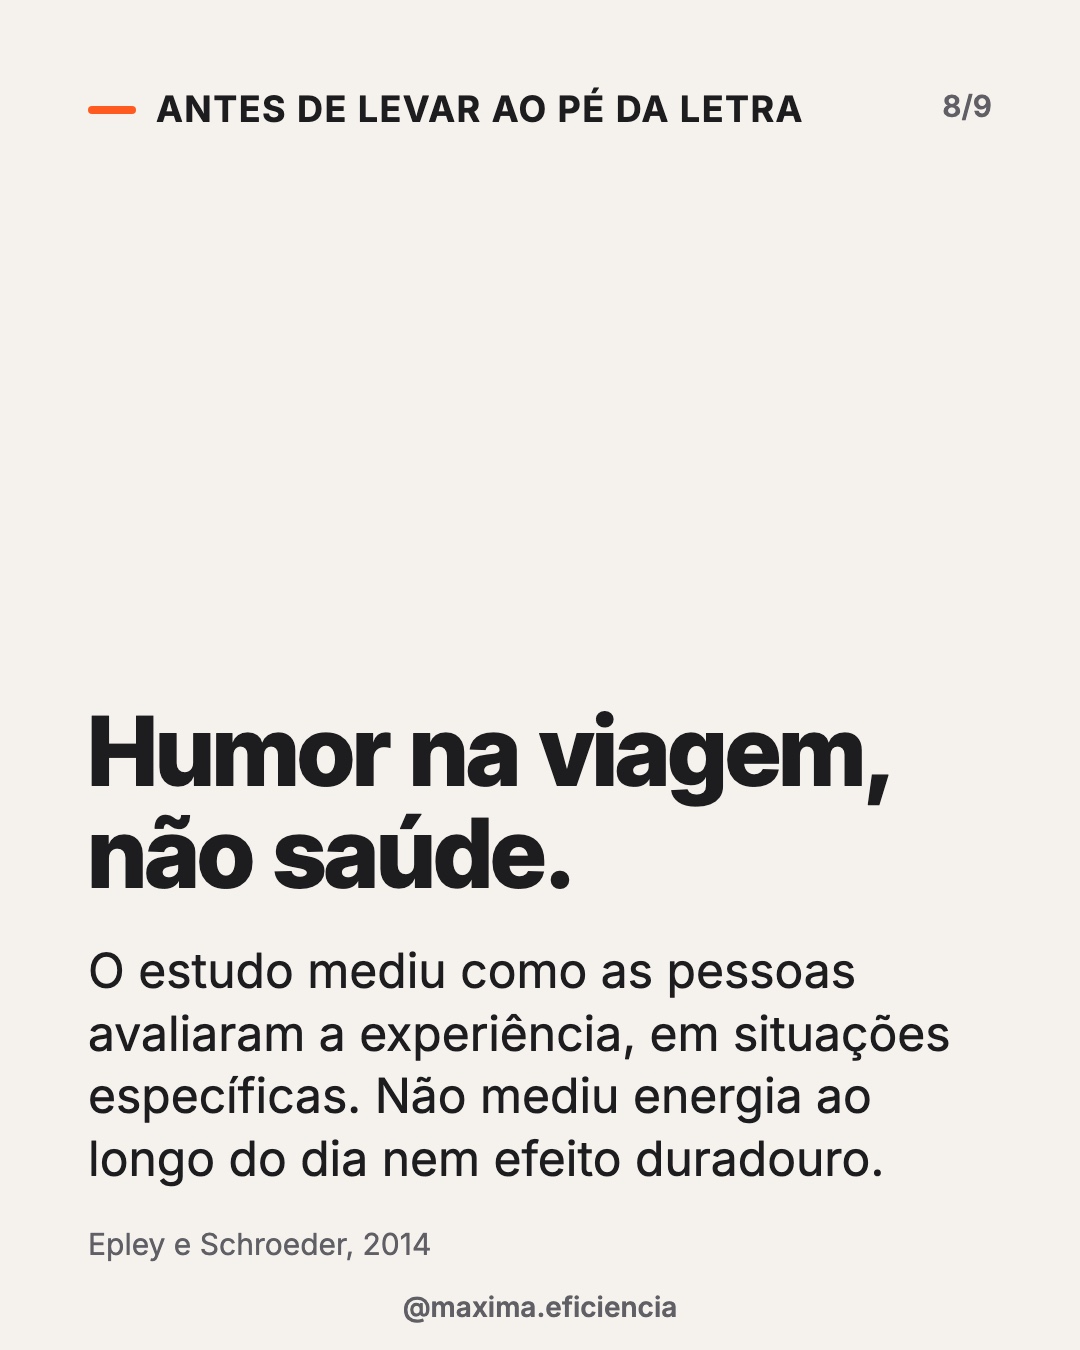 ANTES DE LEVAR AO PÉ DA LETRA
8/9
Humor na viagem,
não saúde.
O estudo mediu como as pessoas
avaliaram a experiência, em situações
específicas. Não mediu energia ao
longo do dia nem efeito duradouro.
Epley e Schroeder, 2014
@maxima.eficiencia